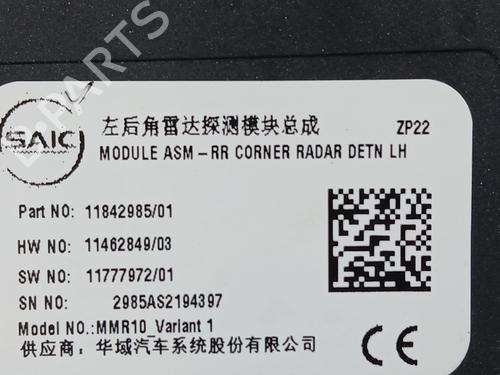 SAIC
左后角雷达探测模块总成 ZP22
MODULE ASM-RR CORNER RADAR DETN LH
Part NO: 11842985/01
HW NO: 11462849/03
SW NO: 11777972/01
SN NO: 2985AS2194397
Model NO.:MMR10_Variant 1
供应商：华域汽车系统股份有限公司
CE
B-PARTS